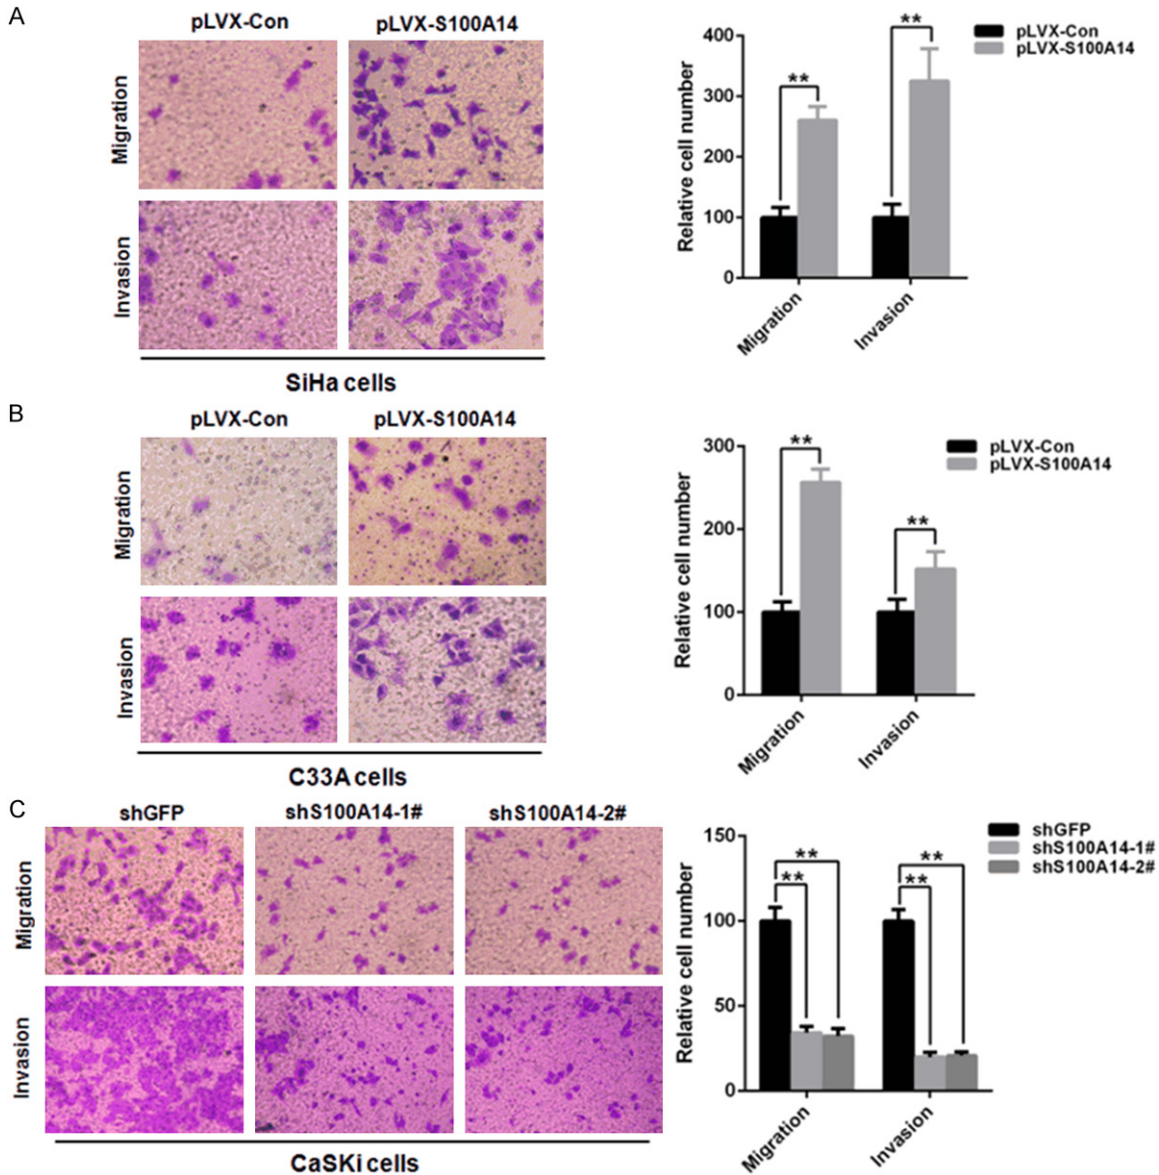 A
pLVX-Con
pLVX-S100A14
Migration
Invasion
SiHa cells
Relative cell number
400
300
200
100
0
**
**
Migration
Invasion
pLVX-Con
pLVX-S100A14
B
pLVX-Con
pLVX-S100A14
Migration
Invasion
C33A cells
Relative cell number
300
200
100
0
**
**
Migration
Invasion
pLVX-Con
pLVX-S100A14
C
shGFP
shS100A14-1#
shS100A14-2#
Migration
Invasion
CaSKi cells
Relative cell number
150
100
50
0
**
**
**
**
Migration
Invasion
shGFP
shS100A14-1#
shS100A14-2#